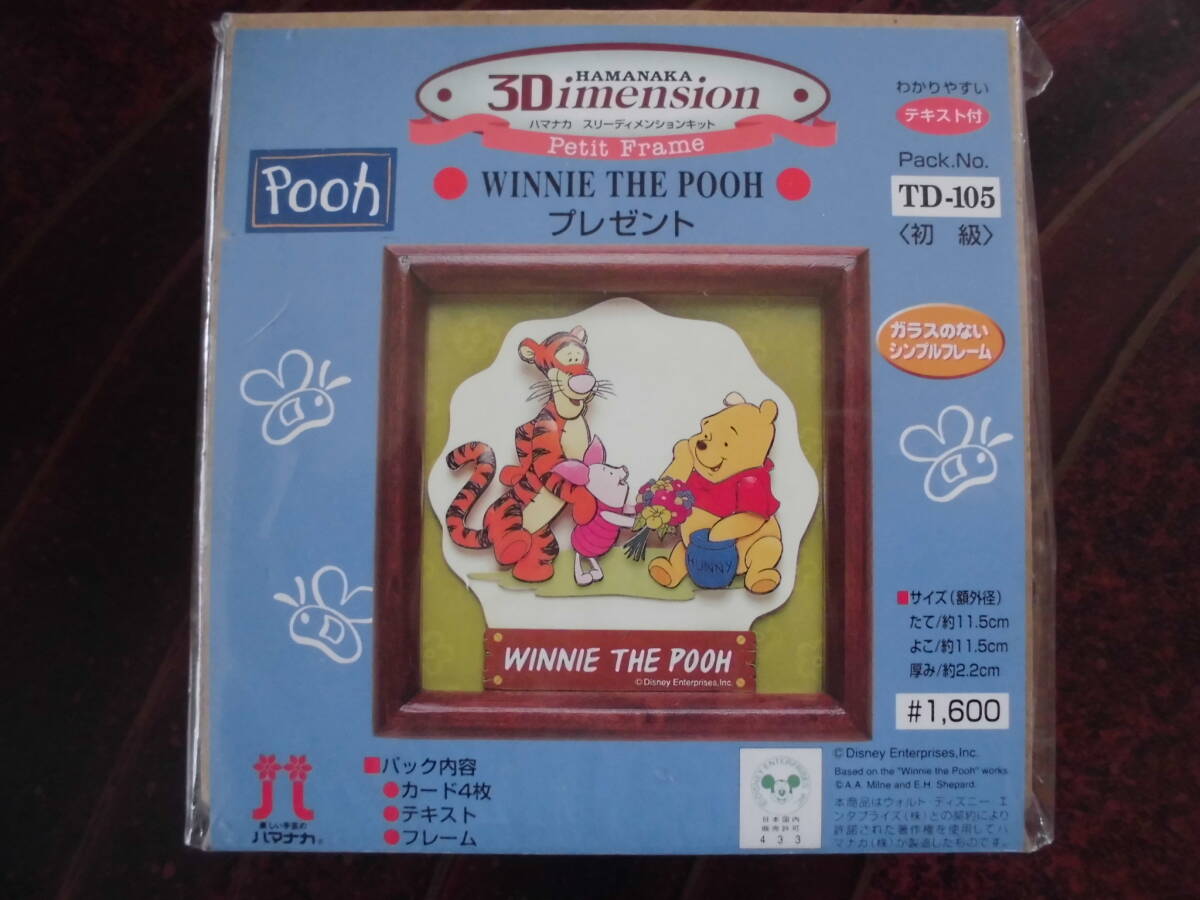 HAMANAKA
3Dimension
ハマナカ スリーディメンションキット
Petit Frame
Pooh
● WINNIE THE POOH ●
プレゼント
わかりやすい
テキスト付
Pack.No.
TD-105
〈初 級〉
ガラスのない
シンプルフレーム
HUNNY
WINNIE THE POOH
©Disney Enterprises,Inc.
■サイズ(額外径)
たて/約11.5cm
よこ/約11.5cm
厚み/約2.2cm
#1,600
美しい手芸の
ハマナカ®
■パック内容
●カード4枚
●テキスト
●フレーム
日本国内
販売許可
433
© Disney Enterprises,Inc.
Based on the "Winnie the Pooh" works
© A.A. Milne and E.H. Shepard.
本商品はウォルト・ディズニー・エ
ンタプライズ(株)との契約により
許諾された著作権を使用してハ
マナカ(株)が製造したものです。